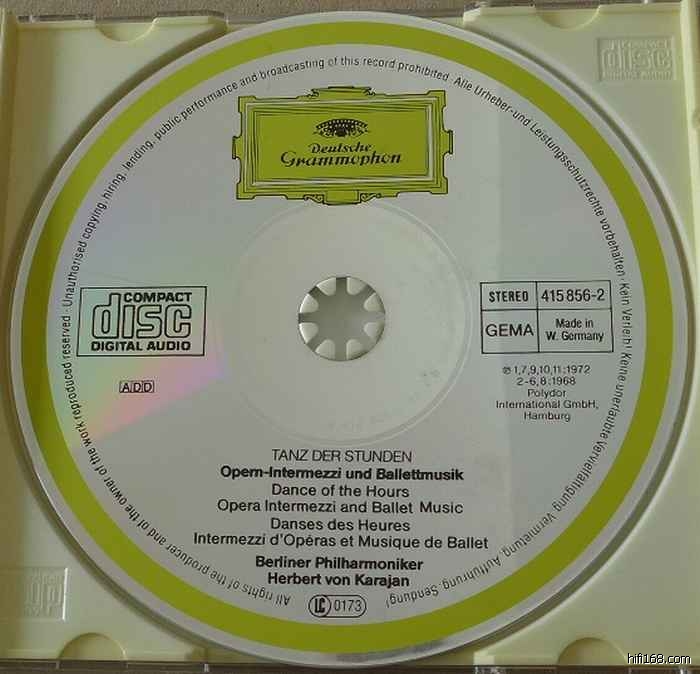 COMPACT
disc
DIGITAL AUDIO
Unauthorised copying, hiring, lending, public performance and broadcasting of this record prohibited · Alle Urheber-und Leistungsschutzrechte vorbehalten · Kein Verleih! Keine unerlaubte Vervielfältigung, Vermietung, Aufführung, Sendung!
Deutsche
Grammophon
COMPACT
disc
DIGITAL AUDIO
STEREO 415 856-2
GEMA Made in
W. Germany
ADD
℗ 1,7,9,10,11: 1972
2-6,8: 1968
Polydor
International GmbH,
Hamburg
TANZ DER STUNDEN
Opern-Intermezzi und Ballettmusik
Dance of the Hours
Opera Intermezzi and Ballet Music
Danses des Heures
Intermezzi d'Opéras et Musique de Ballet
Berliner Philharmoniker
Herbert von Karajan
LC 0173
All rights of the producer and of the owner of the work reproduced reserved ·
hifi168.com